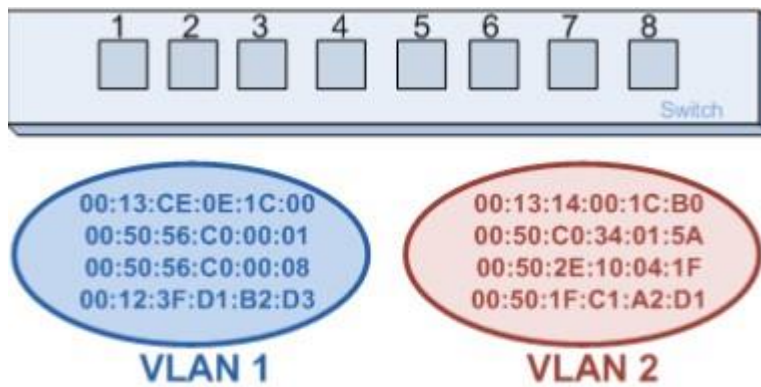 1 2 3 4 5 6 7 8
Switch
00:13:CE:0E:1C:00
00:50:56:C0:00:01
00:50:56:C0:00:08
00:12:3F:D1:B2:D3
VLAN 1
00:13:14:00:1C:B0
00:50:C0:34:01:5A
00:50:2E:10:04:1F
00:50:1F:C1:A2:D1
VLAN 2